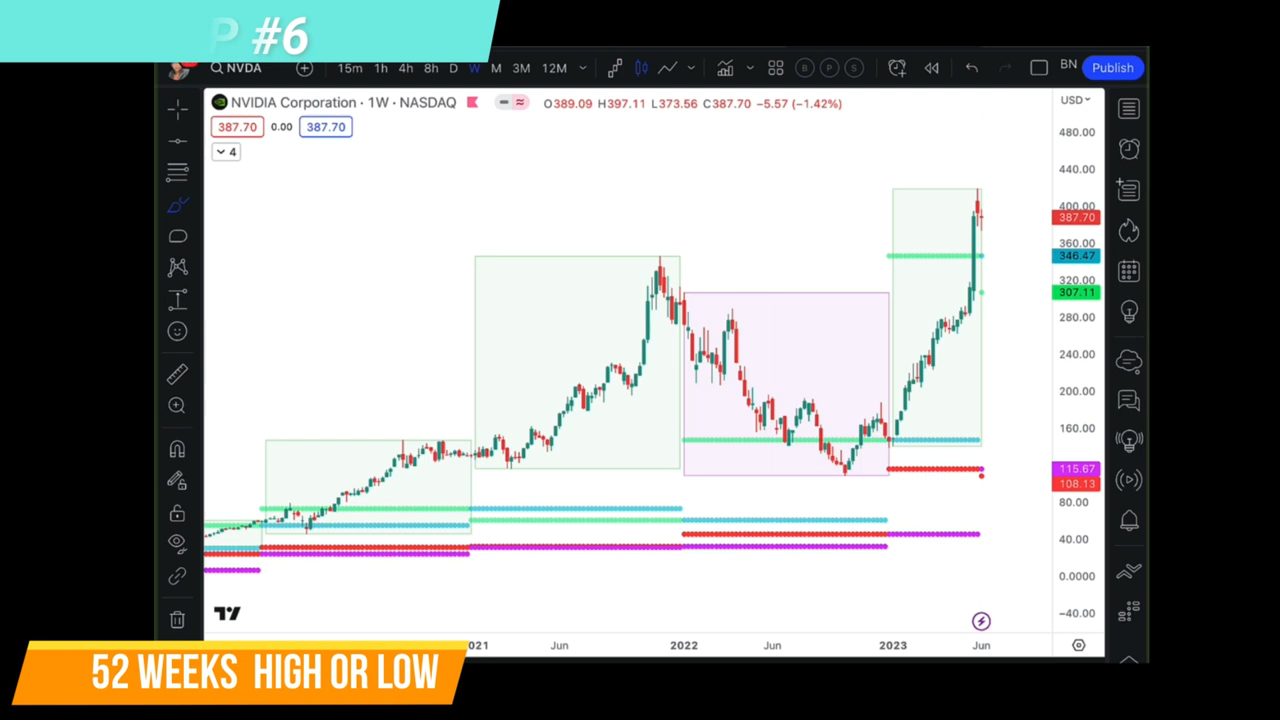 P #6
NVDA
15m 1h 4h 8h D W M 3M 12M
B P S
BN
Publish
NVIDIA Corporation · 1W · NASDAQ
O389.09 H397.11 L373.56 C387.70 −5.57 (−1.42%)
USD
387.70 0.00 387.70
4
480.00
440.00
400.00
387.70
360.00
346.47
320.00
307.11
280.00
240.00
200.00
160.00
115.67
108.13
80.00
40.00
0.0000
−40.00
021 Jun 2022 Jun 2023 Jun
52 WEEKS HIGH OR LOW